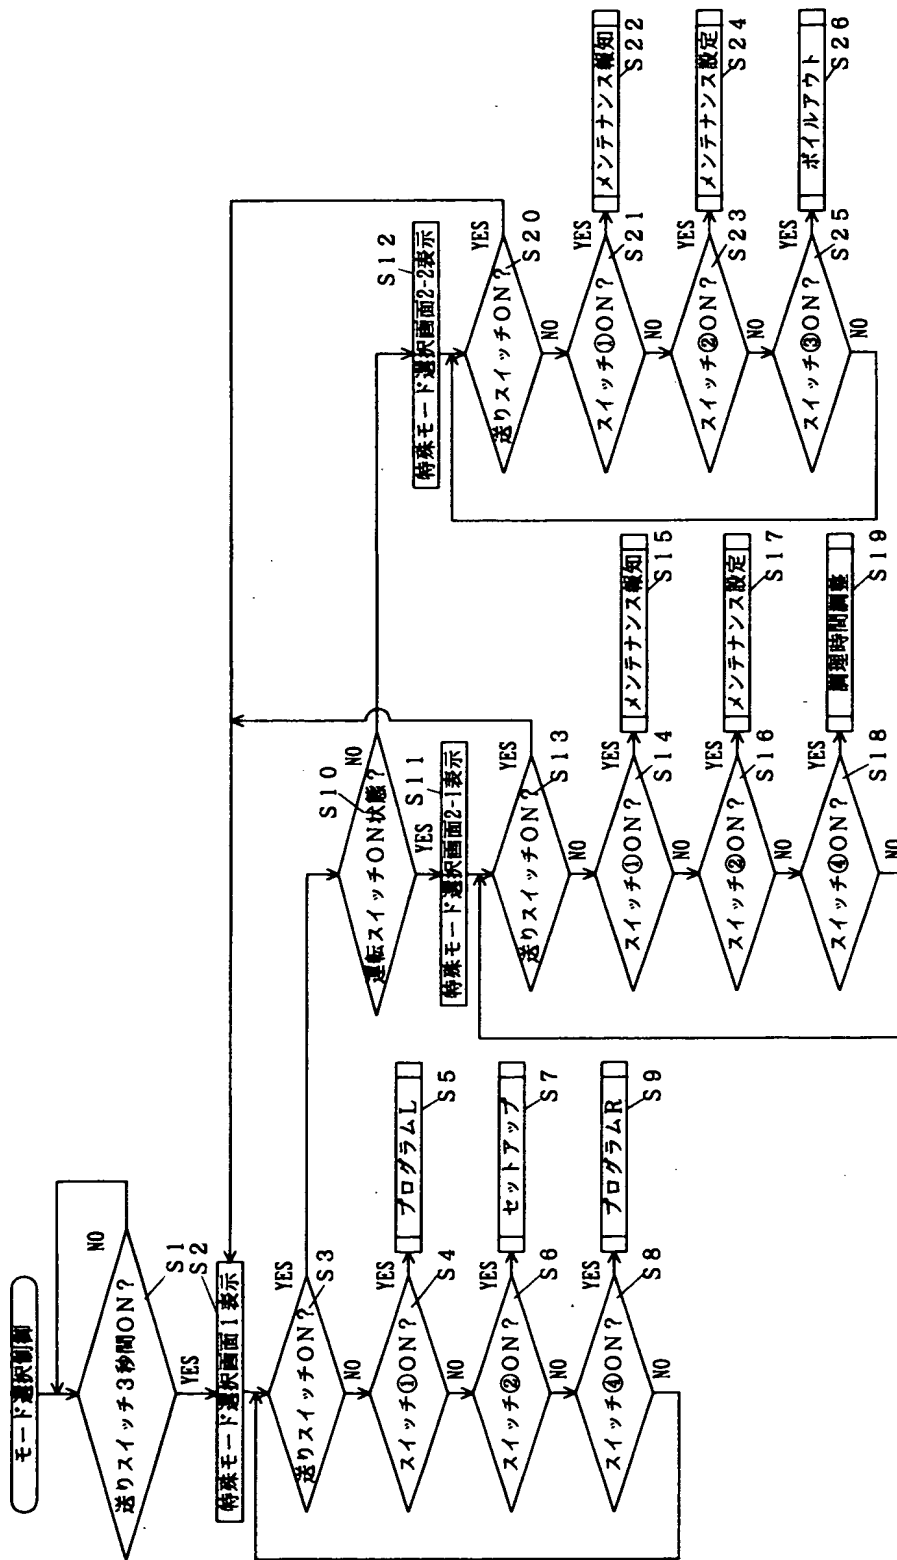 モード選択制御
送りスイッチ3秒間ON?
S1
NO
YES
特殊モード選択画面1表示
S2
送りスイッチON?
S3
YES
NO
スイッチ①ON?
S4
YES
プログラムL
S5
NO
スイッチ②ON?
S6
YES
セットアップ
S7
NO
スイッチ④ON?
S8
YES
プログラムR
S9
NO
運転スイッチON状態?
S10
NO
YES
特殊モード選択画面2-1表示
S11
送りスイッチON?
S13
YES
NO
スイッチ①ON?
S14
YES
メンテナンス報知
S15
NO
スイッチ②ON?
S16
YES
メンテナンス設定
S17
NO
スイッチ④ON?
S18
YES
調理時間調整
S19
NO
特殊モード選択画面2-2表示
S12
送りスイッチON?
S20
YES
NO
スイッチ①ON?
S21
YES
メンテナンス報知
S22
NO
スイッチ②ON?
S23
YES
メンテナンス設定
S24
NO
スイッチ③ON?
S25
YES
ボイルアウト
S26
NO